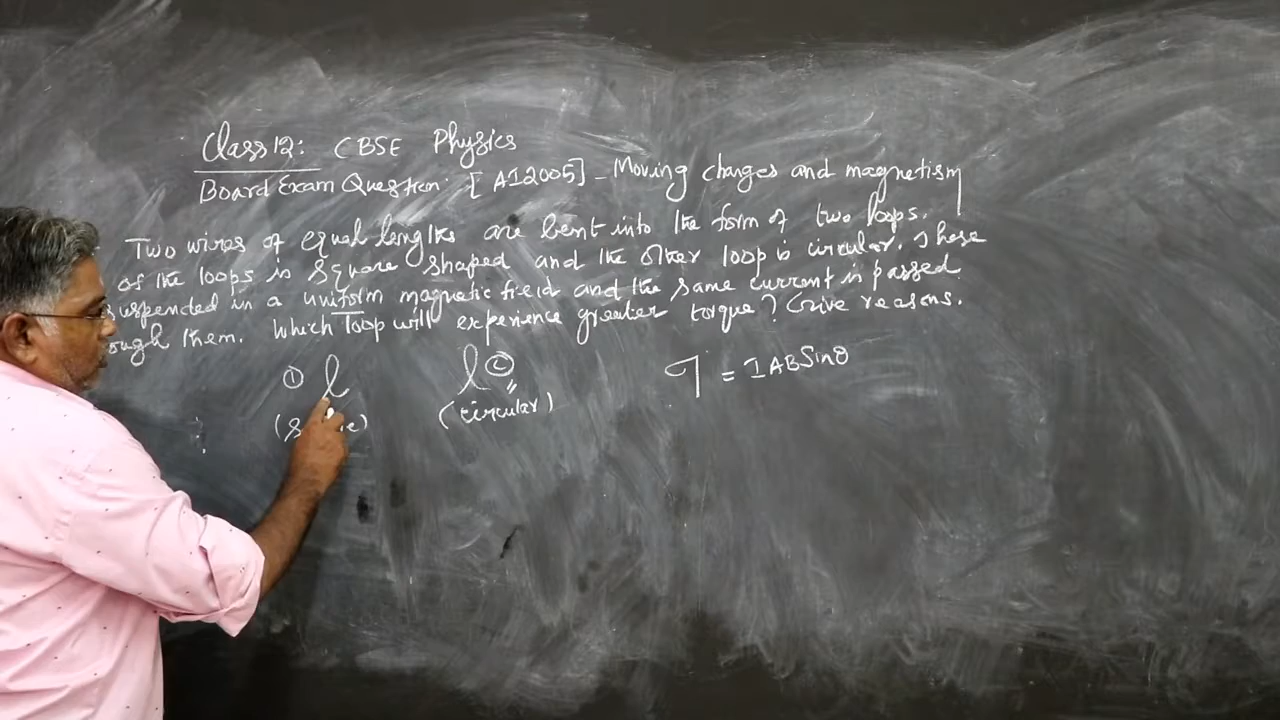 Class 12: CBSE Physics
Board Exam Question: [AI2005] - Moving charges and magnetism
Two wires of equal lengths are bent into the form of two loops.
of the loops is square shaped and the other loop is circular. These
suspended in a uniform magnetic field and the same current is passed
ough them. Which loop will experience greater torque? Give reasons.
① l l ② τ = IABSinθ
(circular)